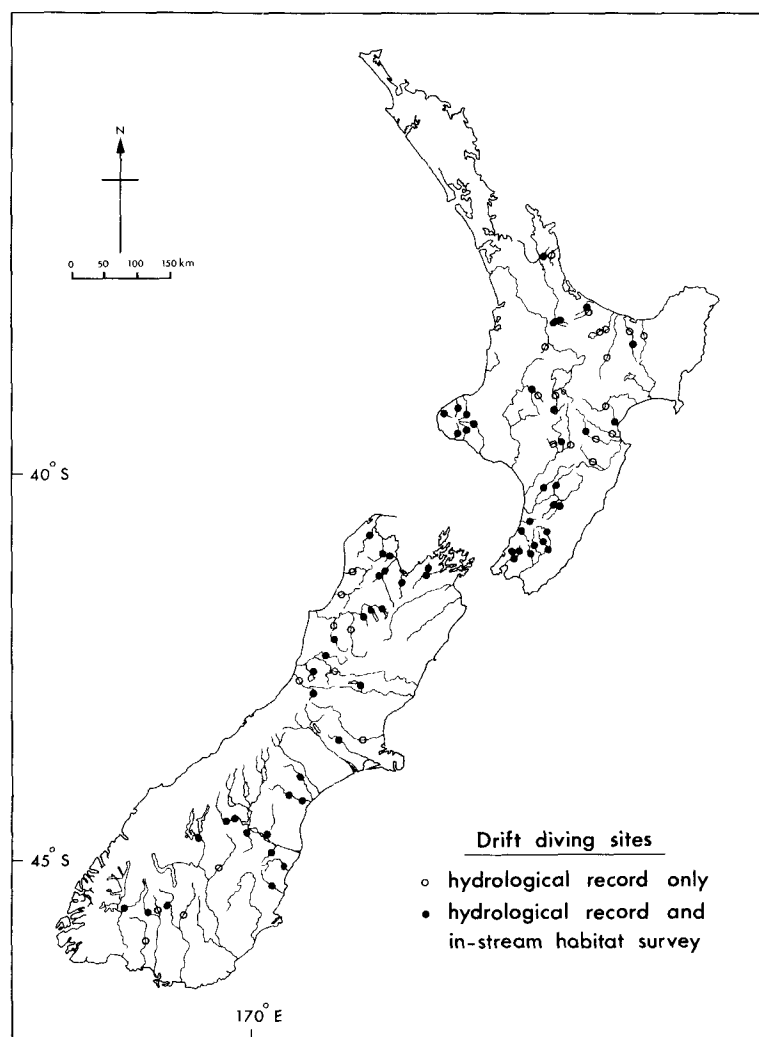 N
0 50 100 150 km
40° S
45° S
170° E
Drift diving sites
hydrological record only
hydrological record and
in-stream habitat survey